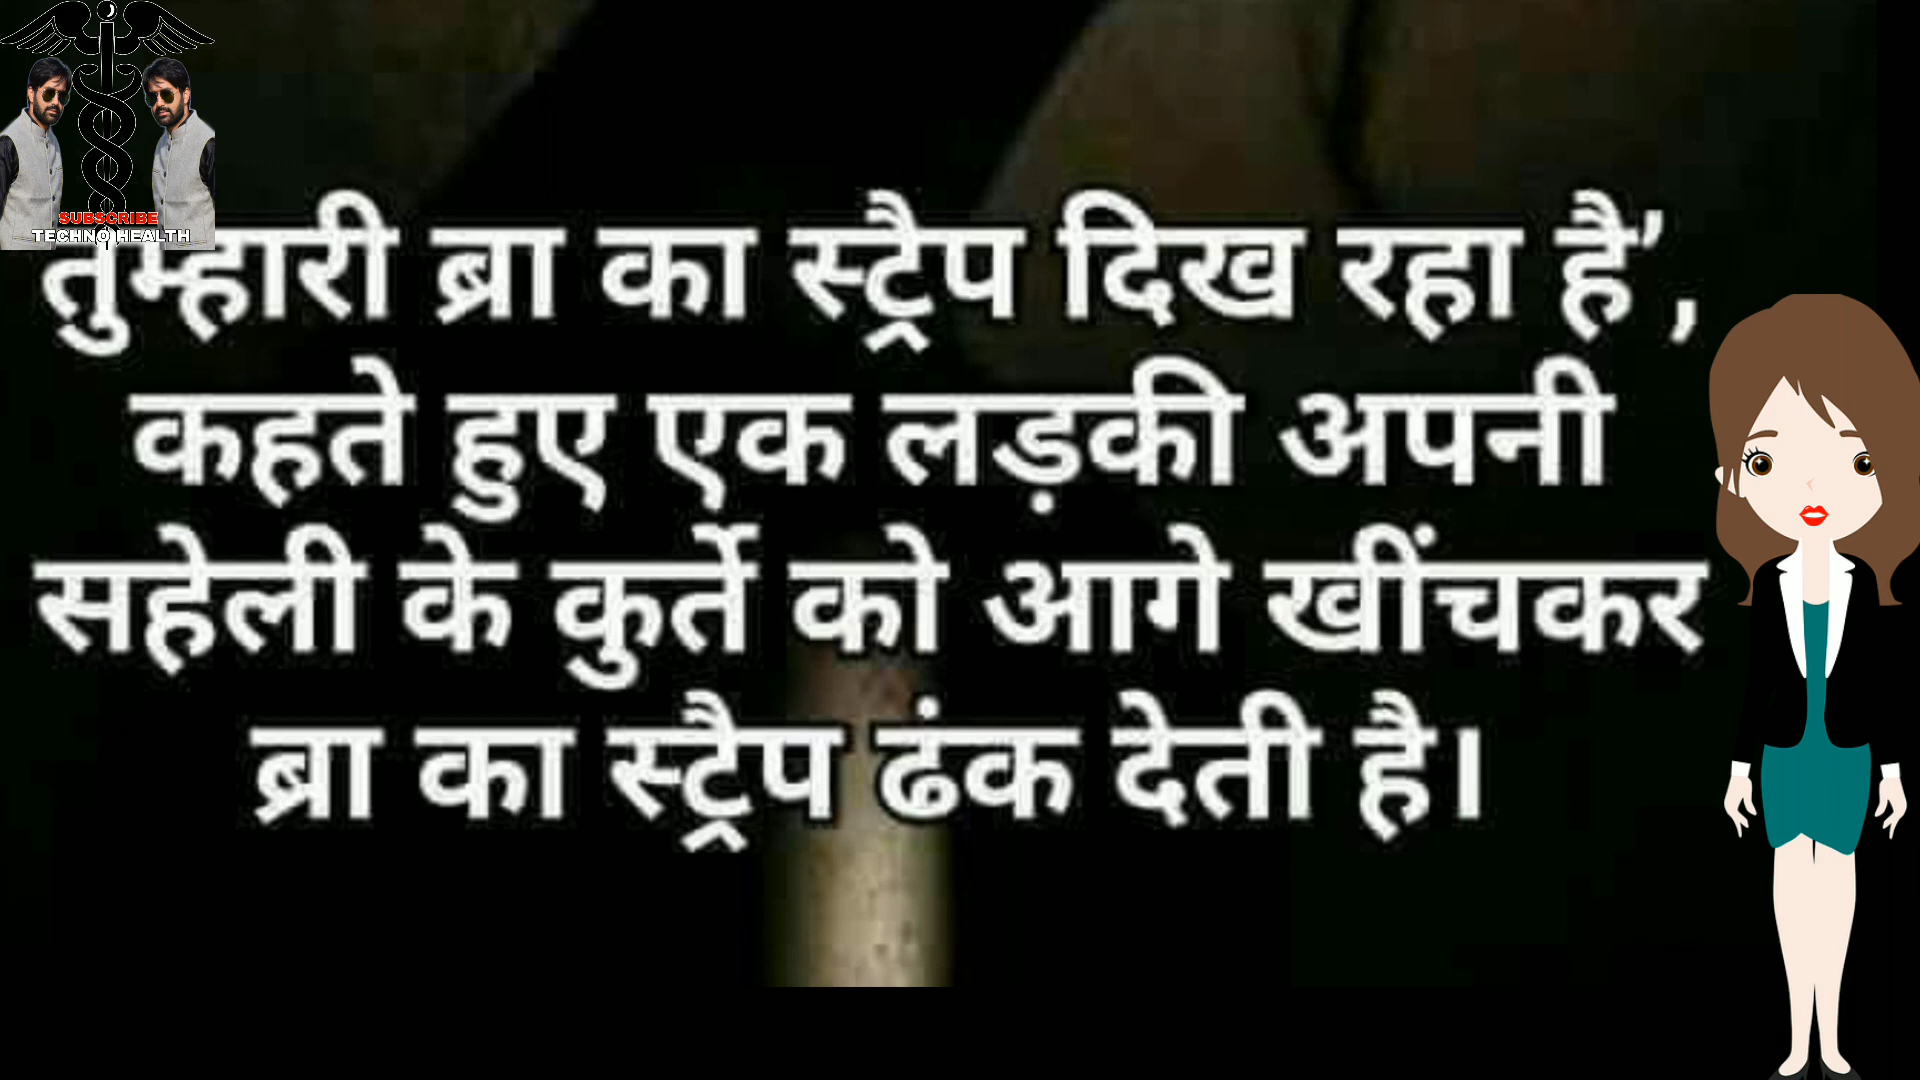 SUBSCRIBE
TECHNO HEALTH
तुम्हारी ब्रा का स्ट्रैप दिख रहा है’,
कहते हुए एक लड़की अपनी
सहेली के कुर्ते को आगे खींचकर
ब्रा का स्ट्रैप ढंक देती है।